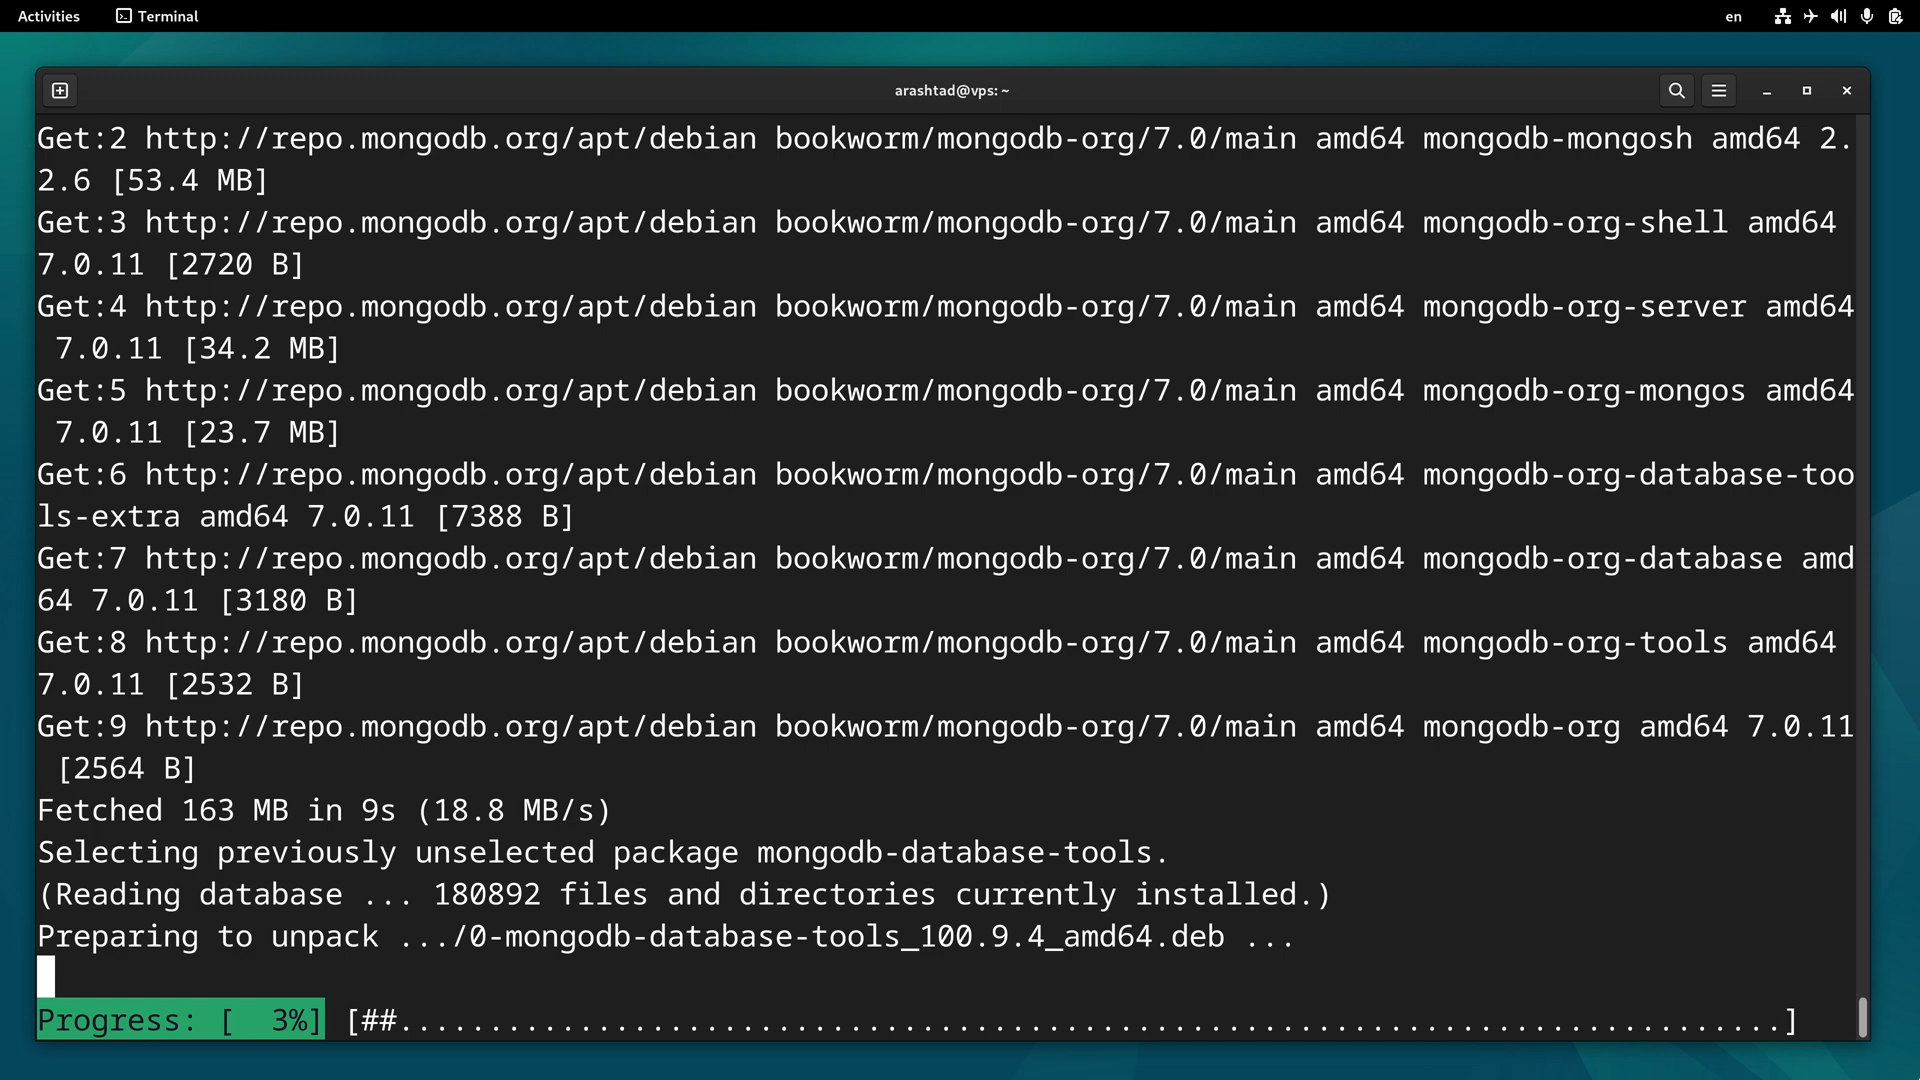 Activities Terminal en
arashtad@vps: ~
Get:2 http://repo.mongodb.org/apt/debian bookworm/mongodb-org/7.0/main amd64 mongodb-mongosh amd64 2.
2.6 [53.4 MB]
Get:3 http://repo.mongodb.org/apt/debian bookworm/mongodb-org/7.0/main amd64 mongodb-org-shell amd64
7.0.11 [2720 B]
Get:4 http://repo.mongodb.org/apt/debian bookworm/mongodb-org/7.0/main amd64 mongodb-org-server amd64
 7.0.11 [34.2 MB]
Get:5 http://repo.mongodb.org/apt/debian bookworm/mongodb-org/7.0/main amd64 mongodb-org-mongos amd64
 7.0.11 [23.7 MB]
Get:6 http://repo.mongodb.org/apt/debian bookworm/mongodb-org/7.0/main amd64 mongodb-org-database-too
ls-extra amd64 7.0.11 [7388 B]
Get:7 http://repo.mongodb.org/apt/debian bookworm/mongodb-org/7.0/main amd64 mongodb-org-database amd
64 7.0.11 [3180 B]
Get:8 http://repo.mongodb.org/apt/debian bookworm/mongodb-org/7.0/main amd64 mongodb-org-tools amd64
7.0.11 [2532 B]
Get:9 http://repo.mongodb.org/apt/debian bookworm/mongodb-org/7.0/main amd64 mongodb-org amd64 7.0.11
 [2564 B]
Fetched 163 MB in 9s (18.8 MB/s)
Selecting previously unselected package mongodb-database-tools.
(Reading database ... 180892 files and directories currently installed.)
Preparing to unpack .../0-mongodb-database-tools_100.9.4_amd64.deb ...
Progress: [  3%] [##.............................................................................]